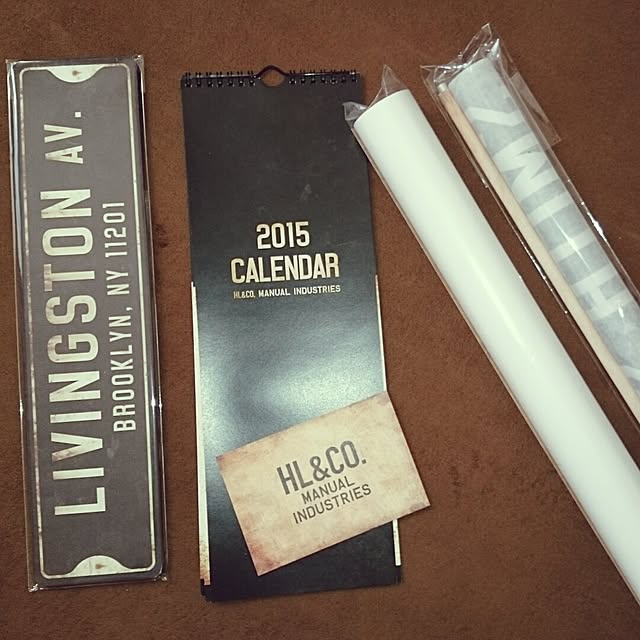 LIVINGSTON AV.
BROOKLYN, NY 11201
2015
CALENDAR
HL&CO. MANUAL INDUSTRIES
HL&CO.
MANUAL
INDUSTRIES